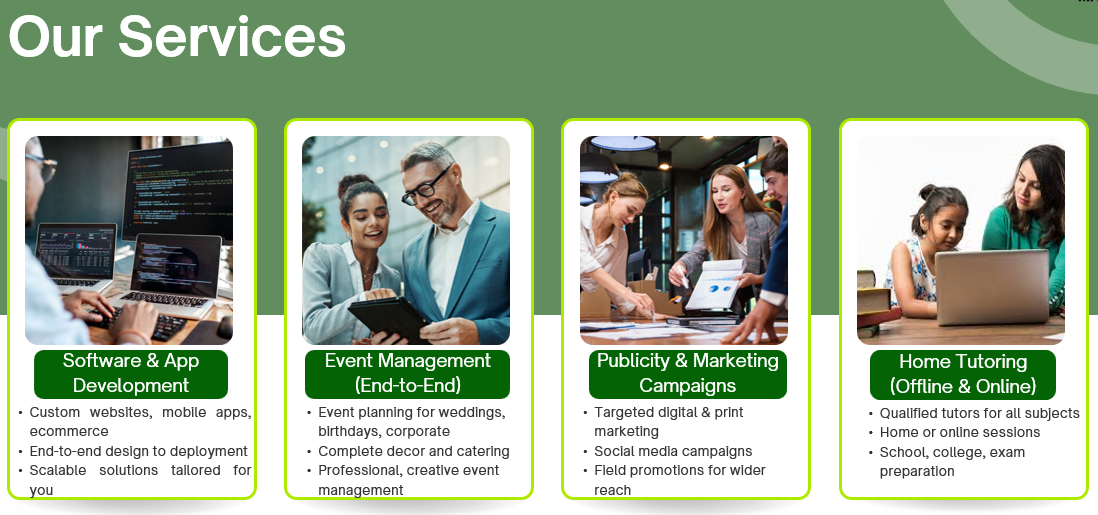 Our Services
Software & App
Development
• Custom websites, mobile apps,
ecommerce
• End-to-end design to deployment
• Scalable solutions tailored for
you
Event Management
(End-to-End)
• Event planning for weddings,
birthdays, corporate
• Complete decor and catering
• Professional, creative event
management
Publicity & Marketing
Campaigns
• Targeted digital & print
marketing
• Social media campaigns
• Field promotions for wider
reach
Home Tutoring
(Offline & Online)
• Qualified tutors for all subjects
• Home or online sessions
• School, college, exam
preparation